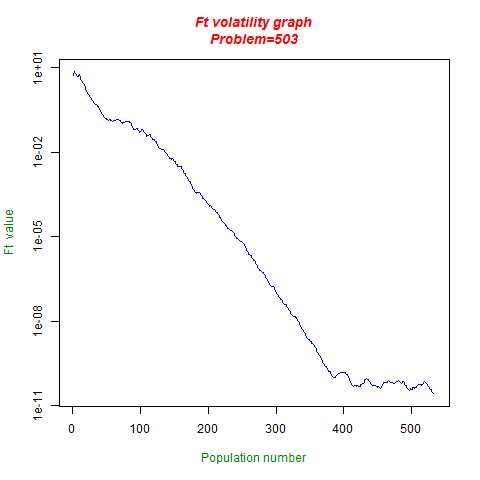 Ft volatility graph
Problem=503
Ft value
1e+01
1e-02
1e-05
1e-08
1e-11
0 100 200 300 400 500
Population number